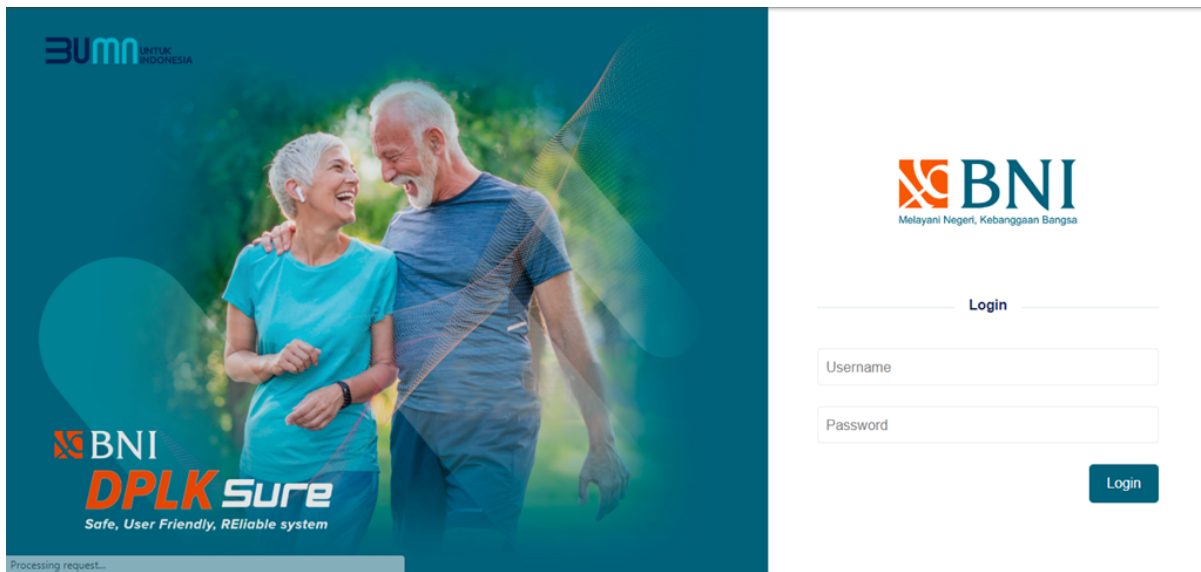 BUMN UNTUK
INDONESIA
BNI
DPLK Sure
Safe, User Friendly, REliable system
Processing request...
BNI
Melayani Negeri, Kebanggaan Bangsa
Login
Username
Password
Login